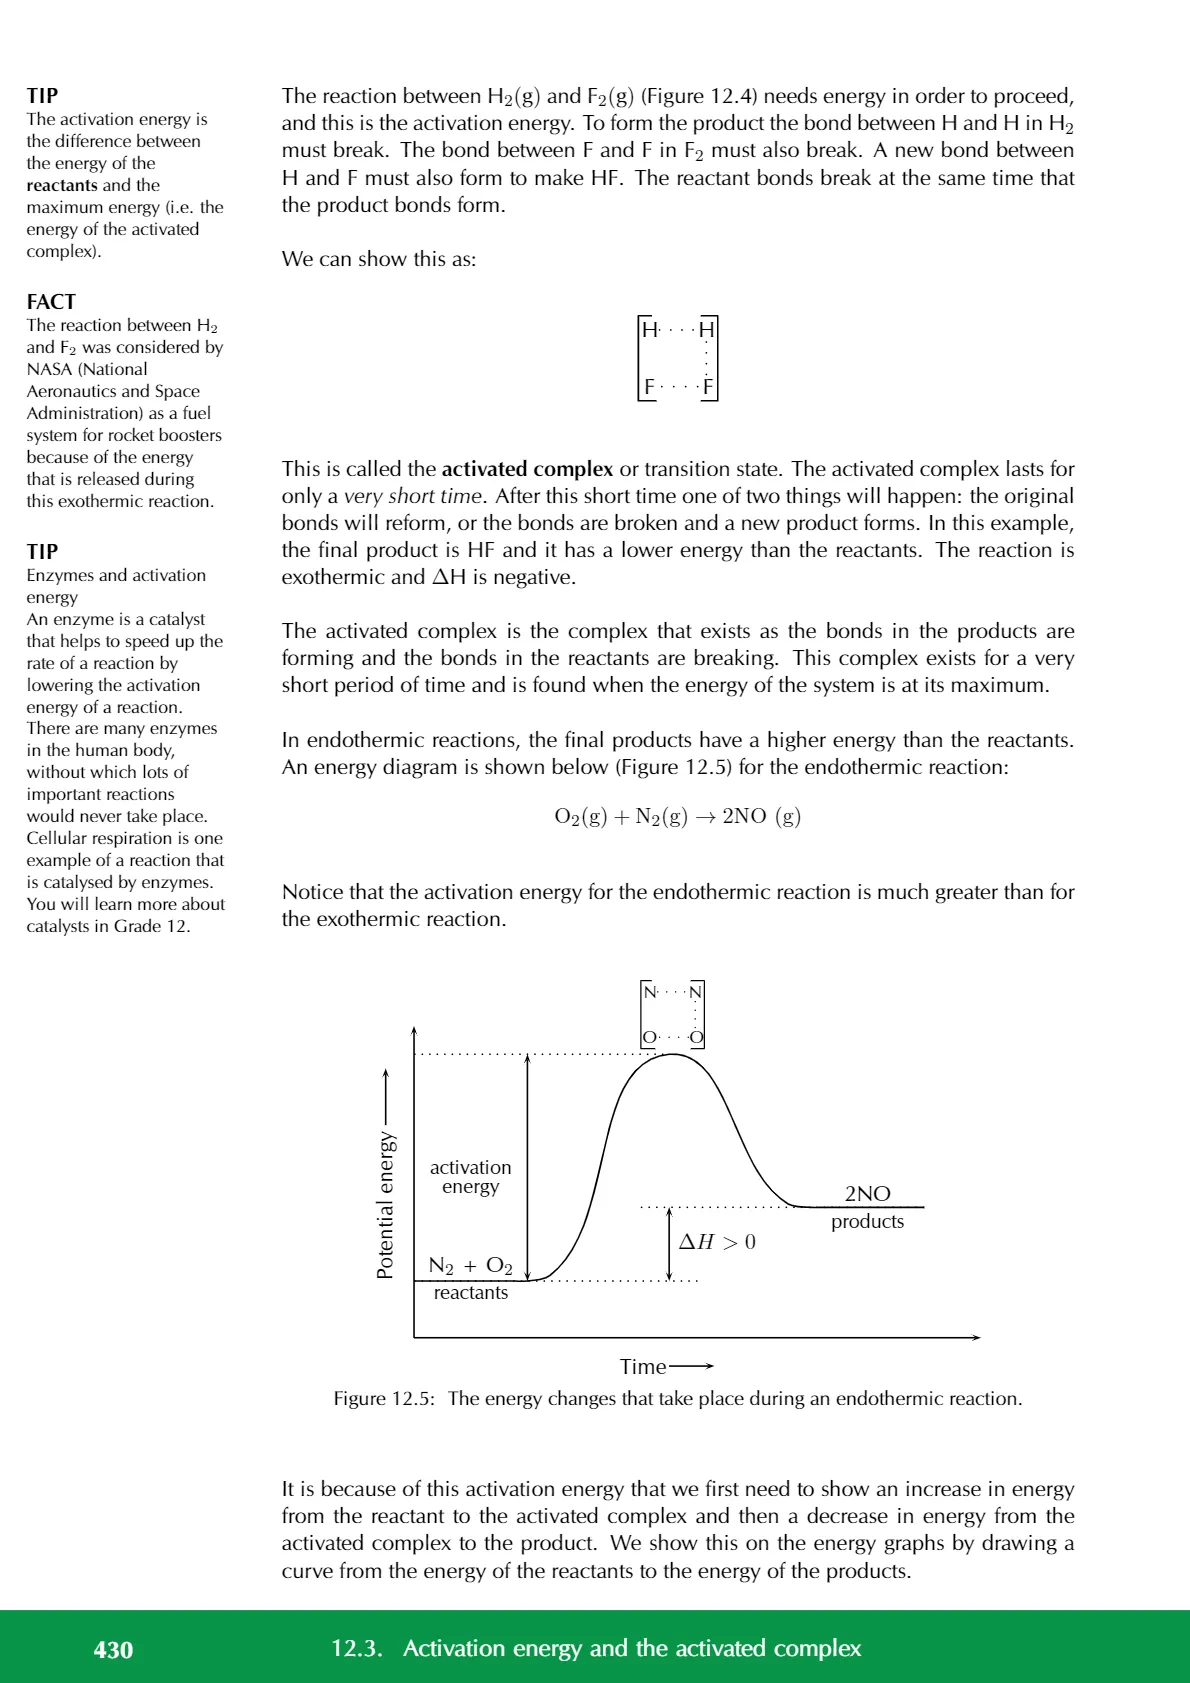 TIP
The activation energy is
the difference between
the energy of the
reactants and the
maximum energy (i.e. the
energy of the activated
complex).
FACT
The reaction between H₂
and F₂ was considered by
NASA (National
Aeronautics and Space
Administration) as a fuel
system for rocket boosters
because of the energy
that is released during
this exothermic reaction.
TIP
Enzymes and activation
energy
An enzyme is a catalyst
that helps to speed up the
rate of a reaction by
lowering the activation
energy of a reaction.
There are many enzymes
in the human body,
without which lots of
important reactions
would never take place.
Cellular respiration is one
example of a reaction that
is catalysed by enzymes.
You will learn more about
catalysts in Grade 12.
The reaction between H₂(g) and F₂(g) (Figure 12.4) needs energy in order to proceed,
and this is the activation energy. To form the product the bond between H and H in H₂
must break. The bond between F and F in F₂ must also break. A new bond between
H and F must also form to make HF. The reactant bonds break at the same time that
the product bonds form.
We can show this as:
H····H
F····F
This is called the activated complex or transition state. The activated complex lasts for
only a very short time. After this short time one of two things will happen: the original
bonds will reform, or the bonds are broken and a new product forms. In this example,
the final product is HF and it has a lower energy than the reactants. The reaction is
exothermic and ΔH is negative.
The activated complex is the complex that exists as the bonds in the products are
forming and the bonds in the reactants are breaking. This complex exists for a very
short period of time and is found when the energy of the system is at its maximum.
In endothermic reactions, the final products have a higher energy than the reactants.
An energy diagram is shown below (Figure 12.5) for the endothermic reaction:
O₂(g) + N₂(g) → 2NO (g)
Notice that the activation energy for the endothermic reaction is much greater than for
the exothermic reaction.
N····N
O····O
Potential energy
activation
energy
2NO
products
ΔH > 0
N₂ + O₂
reactants
Time
Figure 12.5: The energy changes that take place during an endothermic reaction.
It is because of this activation energy that we first need to show an increase in energy
from the reactant to the activated complex and then a decrease in energy from the
activated complex to the product. We show this on the energy graphs by drawing a
curve from the energy of the reactants to the energy of the products.
430 12.3. Activation energy and the activated complex